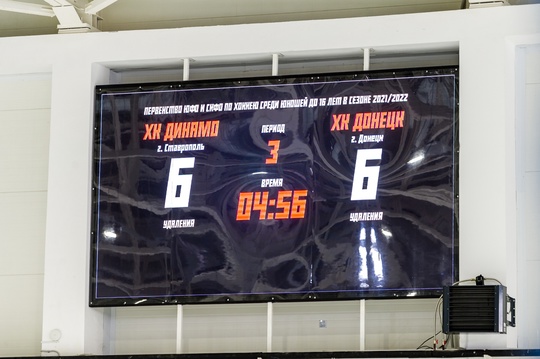 ПЕРВЕНСТВО ЮФО И СКФО ПО ХОККЕЮ СРЕДИ ЮНОШЕЙ ДО 16 ЛЕТ В СЕЗОНЕ 2021/2022
ХК ДИНАМО
г. Ставрополь
6
УДАЛЕНИЯ
ПЕРИОД
3
ВРЕМЯ
04:56
ХК ДОНЕЦК
г. Донецк
6
УДАЛЕНИЯ